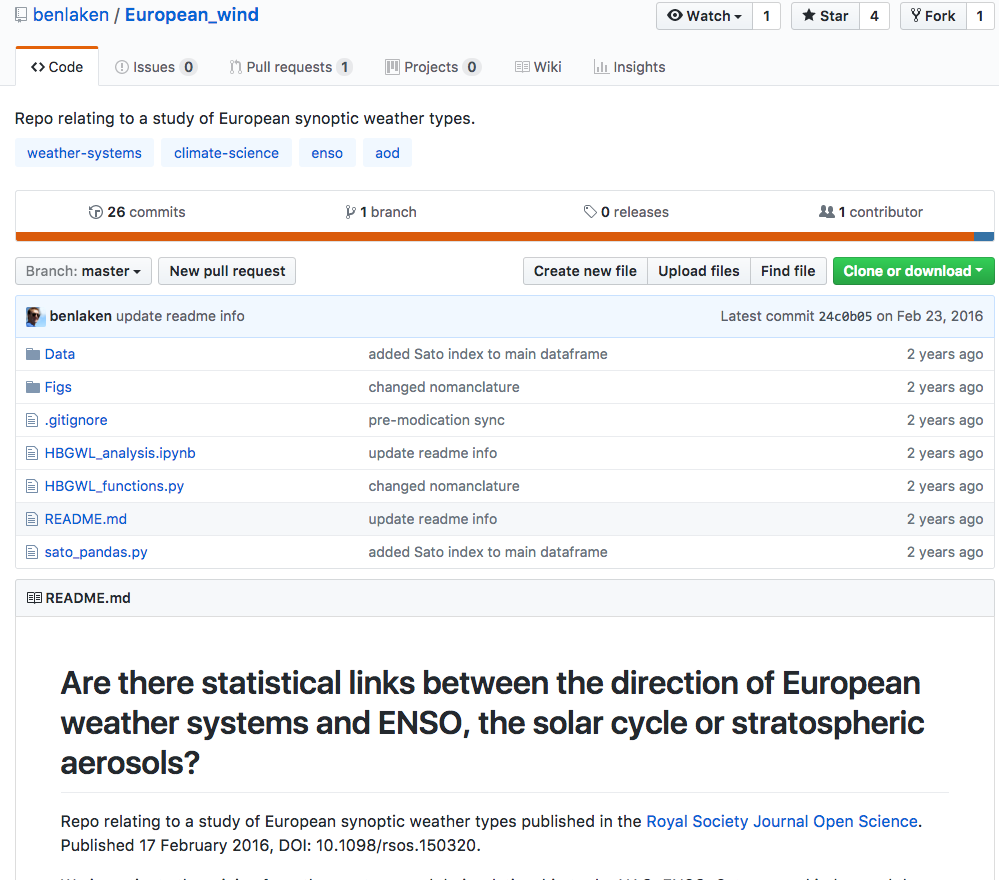 benlaken / European_wind
Watch 1 Star 4 Fork 1
Code Issues 0 Pull requests 1 Projects 0 Wiki Insights
Repo relating to a study of European synoptic weather types.
weather-systems climate-science enso aod
26 commits 1 branch 0 releases 1 contributor
Branch: master New pull request Create new file Upload files Find file Clone or download
benlaken update readme info Latest commit 24c0b05 on Feb 23, 2016
Data added Sato index to main dataframe 2 years ago
Figs changed nomanclature 2 years ago
.gitignore pre-modication sync 2 years ago
HBGWL_analysis.ipynb update readme info 2 years ago
HBGWL_functions.py changed nomanclature 2 years ago
README.md update readme info 2 years ago
sato_pandas.py added Sato index to main dataframe 2 years ago
README.md
Are there statistical links between the direction of European
weather systems and ENSO, the solar cycle or stratospheric
aerosols?
Repo relating to a study of European synoptic weather types published in the Royal Society Journal Open Science.
Published 17 February 2016, DOI: 10.1098/rsos.150320.